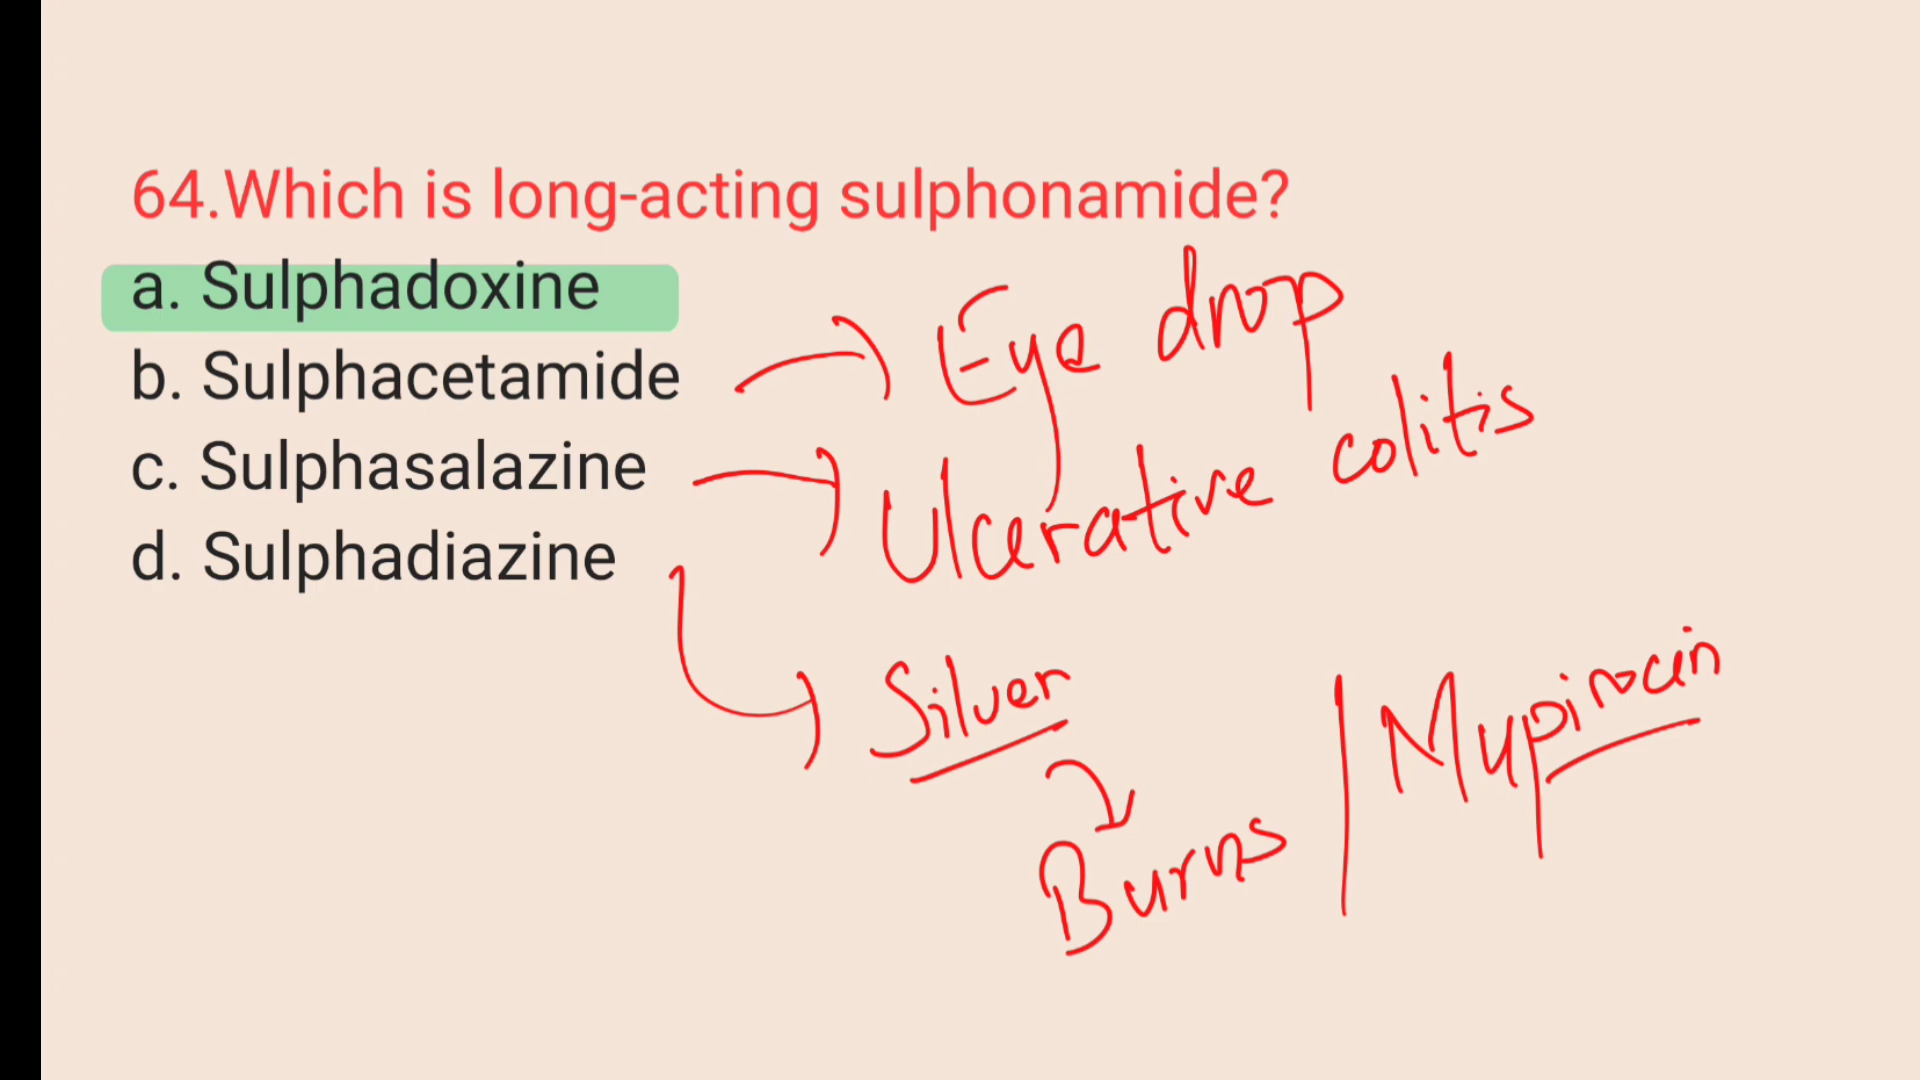 64.Which is long-acting sulphonamide?
a. Sulphadoxine
b. Sulphacetamide
Eye drop
c. Sulphasalazine
Ulcerative colitis
d. Sulphadiazine
Silver
Mupirocin
Burns